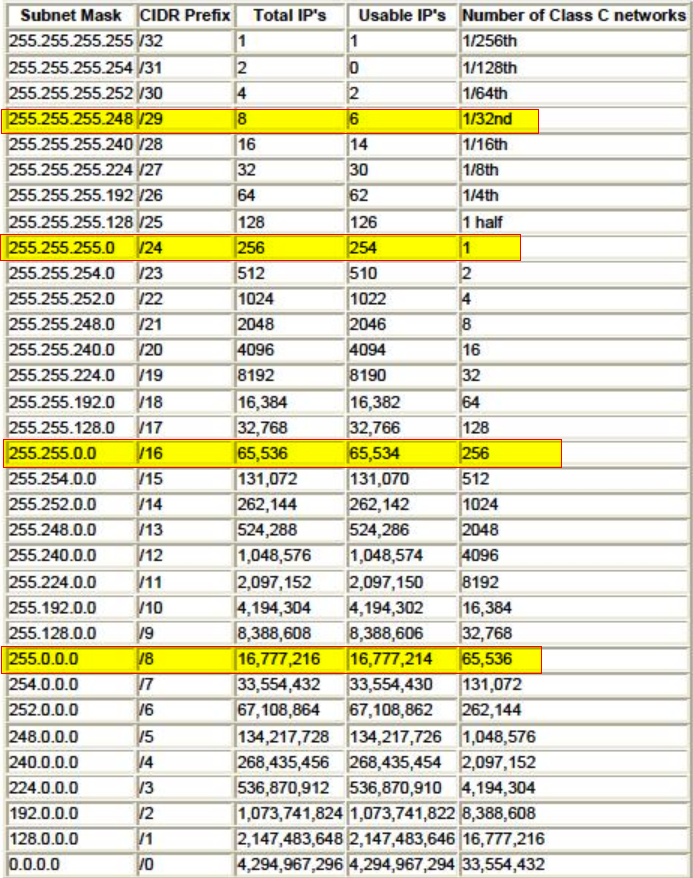 Subnet Mask CIDR Prefix Total IP's Usable IP's Number of Class C networks
255.255.255.255 /32 1 1 1/256th
255.255.255.254 /31 2 0 1/128th
255.255.255.252 /30 4 2 1/64th
255.255.255.248 /29 8 6 1/32nd
255.255.255.240 /28 16 14 1/16th
255.255.255.224 /27 32 30 1/8th
255.255.255.192 /26 64 62 1/4th
255.255.255.128 /25 128 126 1 half
255.255.255.0 /24 256 254 1
255.255.254.0 /23 512 510 2
255.255.252.0 /22 1024 1022 4
255.255.248.0 /21 2048 2046 8
255.255.240.0 /20 4096 4094 16
255.255.224.0 /19 8192 8190 32
255.255.192.0 /18 16,384 16,382 64
255.255.128.0 /17 32,768 32,766 128
255.255.0.0 /16 65,536 65,534 256
255.254.0.0 /15 131,072 131,070 512
255.252.0.0 /14 262,144 262,142 1024
255.248.0.0 /13 524,288 524,286 2048
255.240.0.0 /12 1,048,576 1,048,574 4096
255.224.0.0 /11 2,097,152 2,097,150 8192
255.192.0.0 /10 4,194,304 4,194,302 16,384
255.128.0.0 /9 8,388,608 8,388,606 32,768
255.0.0.0 /8 16,777,216 16,777,214 65,536
254.0.0.0 /7 33,554,432 33,554,430 131,072
252.0.0.0 /6 67,108,864 67,108,862 262,144
248.0.0.0 /5 134,217,728 134,217,726 1,048,576
240.0.0.0 /4 268,435,456 268,435,454 2,097,152
224.0.0.0 /3 536,870,912 536,870,910 4,194,304
192.0.0.0 /2 1,073,741,824 1,073,741,822 8,388,608
128.0.0.0 /1 2,147,483,648 2,147,483,646 16,777,216
0.0.0.0 /0 4,294,967,296 4,294,967,294 33,554,432